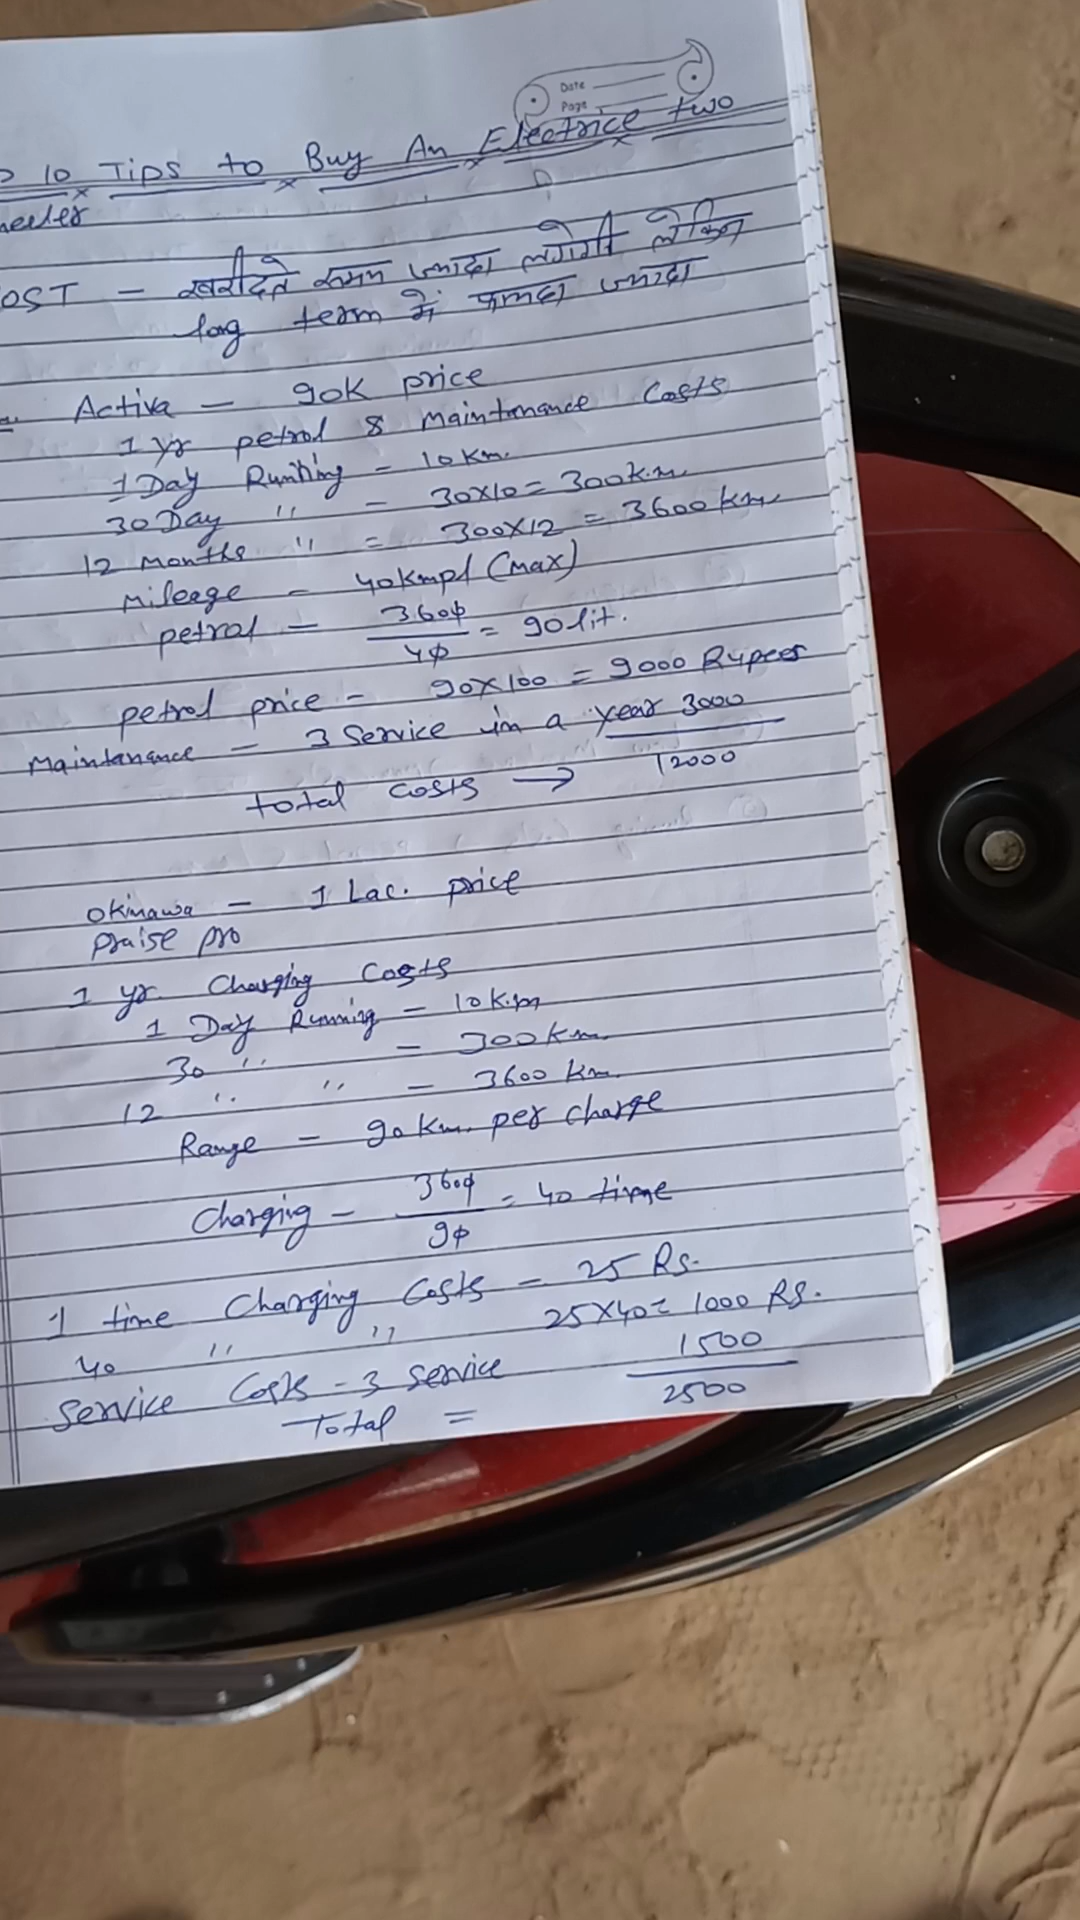 Date
Page
10 Tips to Buy An Electrice two
OST - खरीदते समय ज्यादा लगेगी लेकिन
long term में फायदा ज्यादा
Activa - 90K price
1 yr petrol & Maintenance Costs
1 Day Running = 10 Km.
30 Day " = 30x10 = 300 k.m.
12 months " = 300x12 = 3600 km.
Mileage - 40 Kmpl (Max)
petrol - 3600/40 = 90 lit.
petrol price - 90x100 = 9000 Rupees
Maintenance - 3 Service in a year 3000
total costs → 12000
Okinawa - 1 Lac. price
praise pro
1 yr. Charging Costs
1 Day Running - 10 K.m
30 " - 300 Km.
12 " " - 3600 Km.
Range - 90 Km. per charge
Charging - 3600/90 = 40 time
1 time Charging Costs - 25 Rs.
40 " " 25x40= 1000 RS.
Service Costs - 3 service 1500
Total = 2500